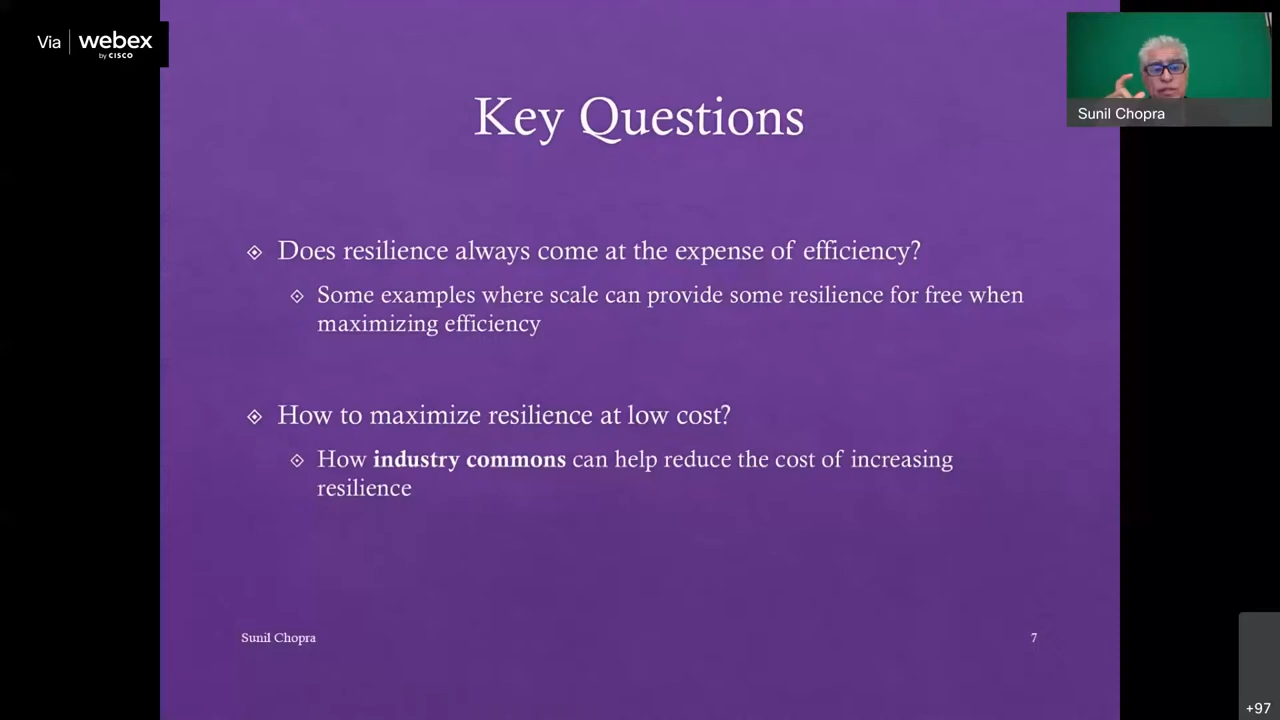 Via webex
by CISCO
Sunil Chopra
Key Questions
Does resilience always come at the expense of efficiency?
Some examples where scale can provide some resilience for free when
maximizing efficiency
How to maximize resilience at low cost?
How industry commons can help reduce the cost of increasing
resilience
Sunil Chopra
7
+97